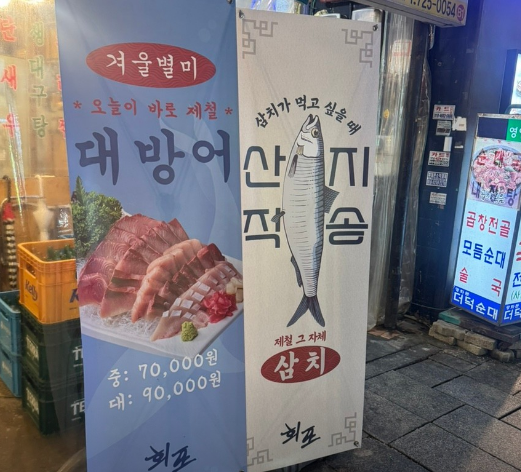 겨울별미
* 오늘이 바로 제철 *
대방어
중: 70,000원
대: 90,000원
회포
삼치가 먹고 싶을 때
산지
직송
제철 그 자체
삼치
회포
725-0054
곱창전골
모듬순대
술국
더덕순대